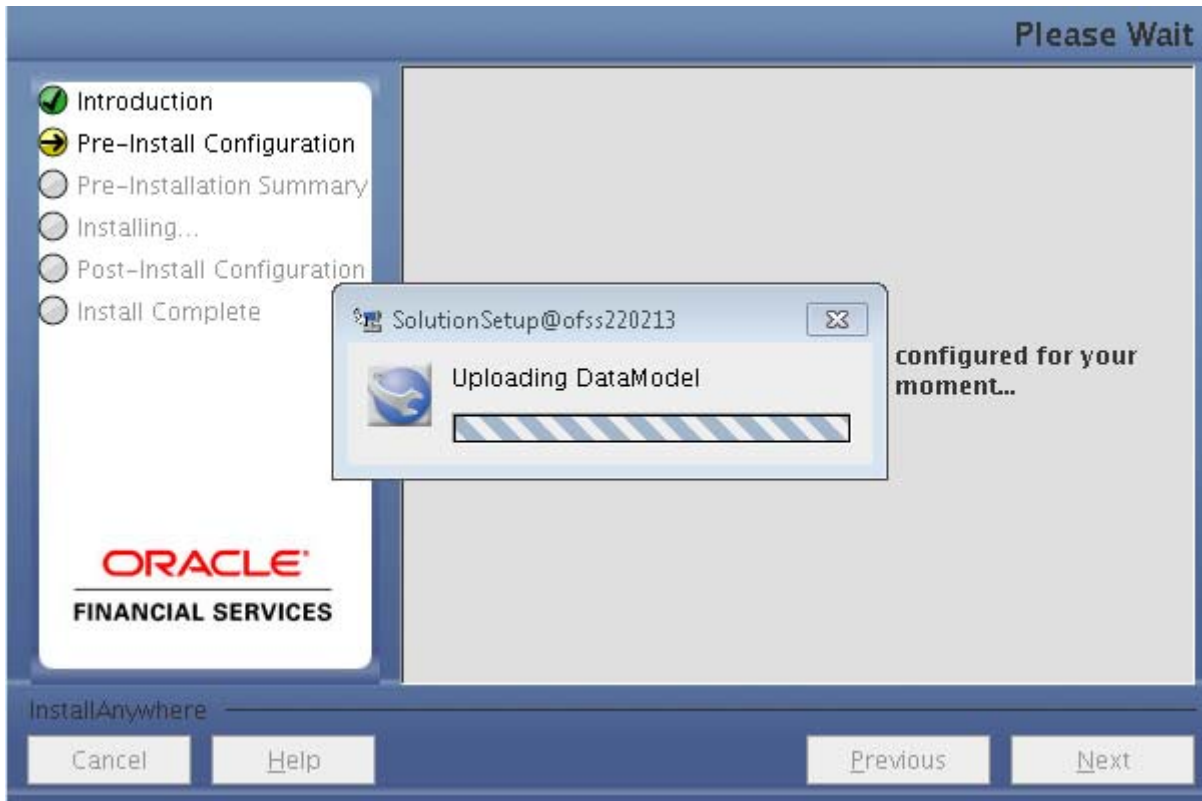 Please Wait
Introduction
Pre-Install Configuration
Pre-Installation Summary
Installing...
Post-Install Configuration
Install Complete
SolutionSetup@ofss220213
Uploading DataModel
configured for your
moment...
ORACLE
FINANCIAL SERVICES
InstallAnywhere
Cancel
Help
Previous
Next